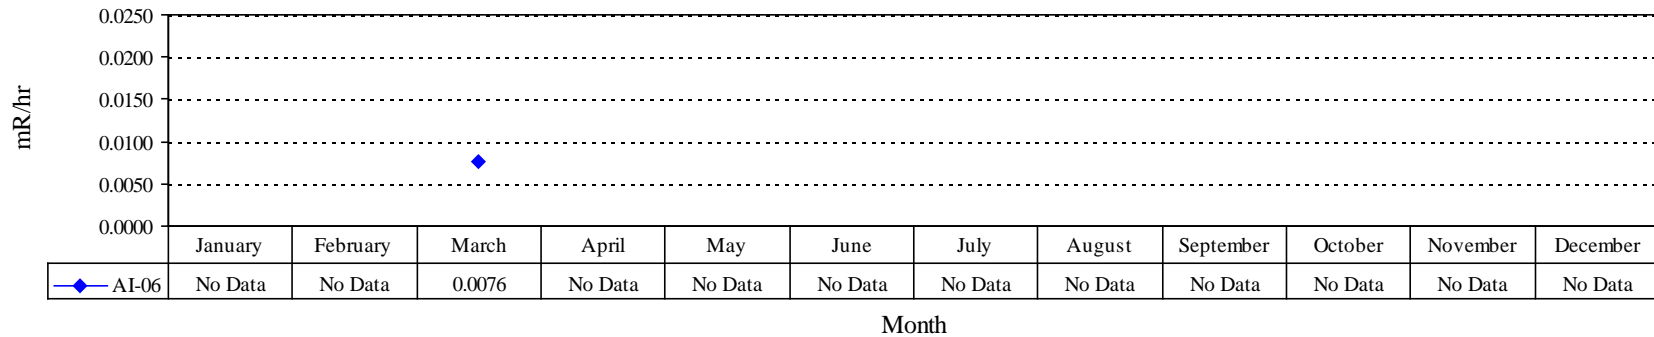 0.0250
0.0200
0.0150
0.0100
0.0050
0.0000
mR/hr
January February March April May June July August September October November December
AI-06 No Data No Data 0.0076 No Data No Data No Data No Data No Data No Data No Data No Data No Data
Month